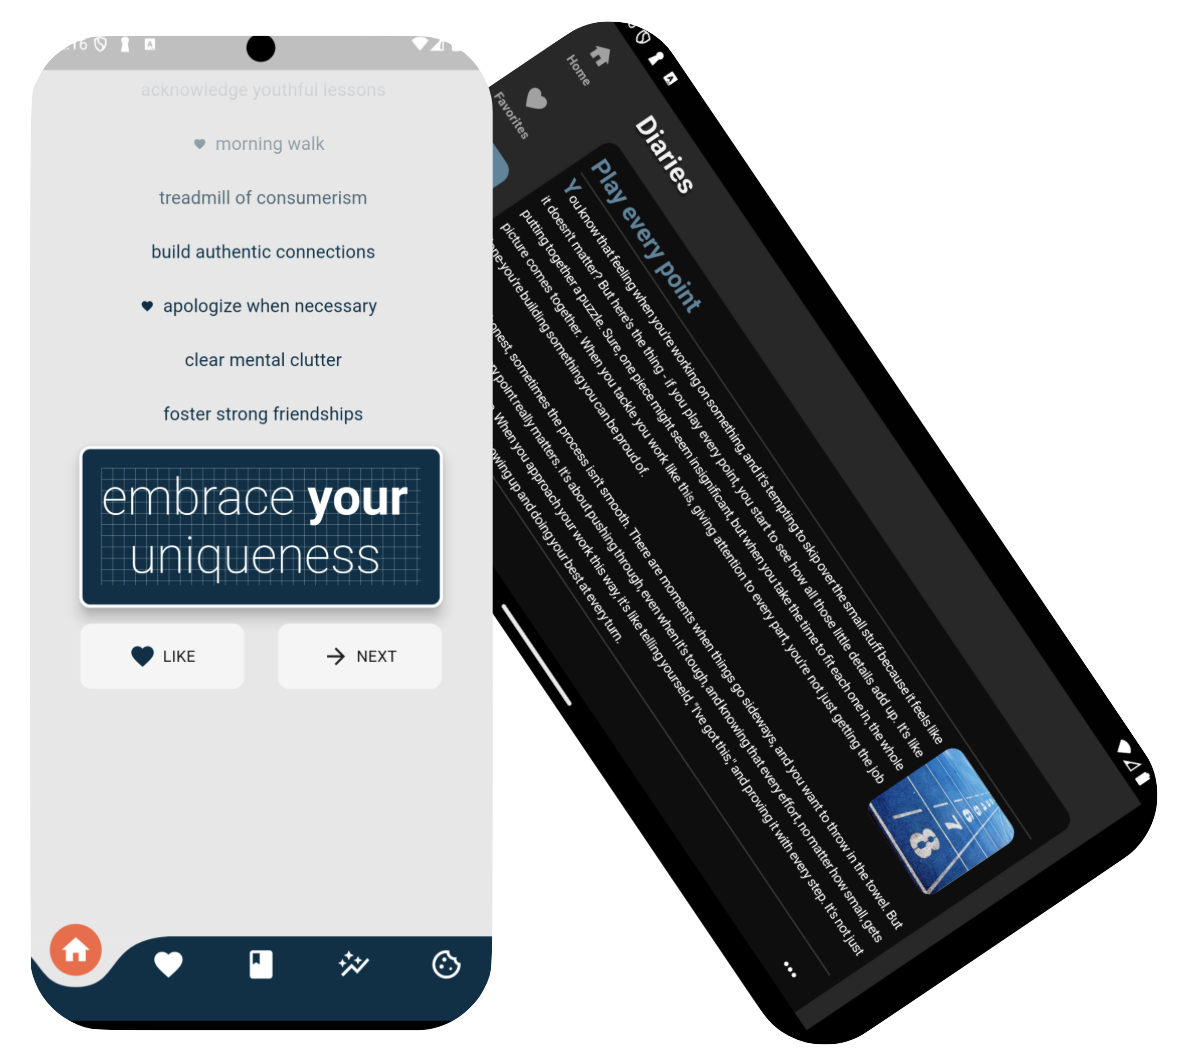 :16
acknowledge youthful lessons
morning walk
treadmill of consumerism
build authentic connections
apologize when necessary
clear mental clutter
foster strong friendships
embrace your
uniqueness
LIKE
NEXT
Home
Favorites
Diaries
Play every point
You know that feeling when you're working on something, and it's tempting to skip over the small stuff because it feels like
it doesn't matter? But here's the thing - if you play every point, you start to see how all those little details add up. It's like
putting together a puzzle. Sure, one piece might seem insignificant, but when you take the time to fit each one in, the whole
picture comes together. When you tackle you work like this, giving attention to every part, you're not just getting the job
you're building something you can be proud of.
sometimes the process isn't smooth. There are moments when things go sideways, and you want to throw in the towel. But
point really matters. It's about pushing through, even when it's tough, and knowing that every effort, no matter how small, gets
When you approach your work this way, it's like telling yourseld, "I've got this," and proving it with every step. It's not just
up and doing your best at every turn.
6
7
8